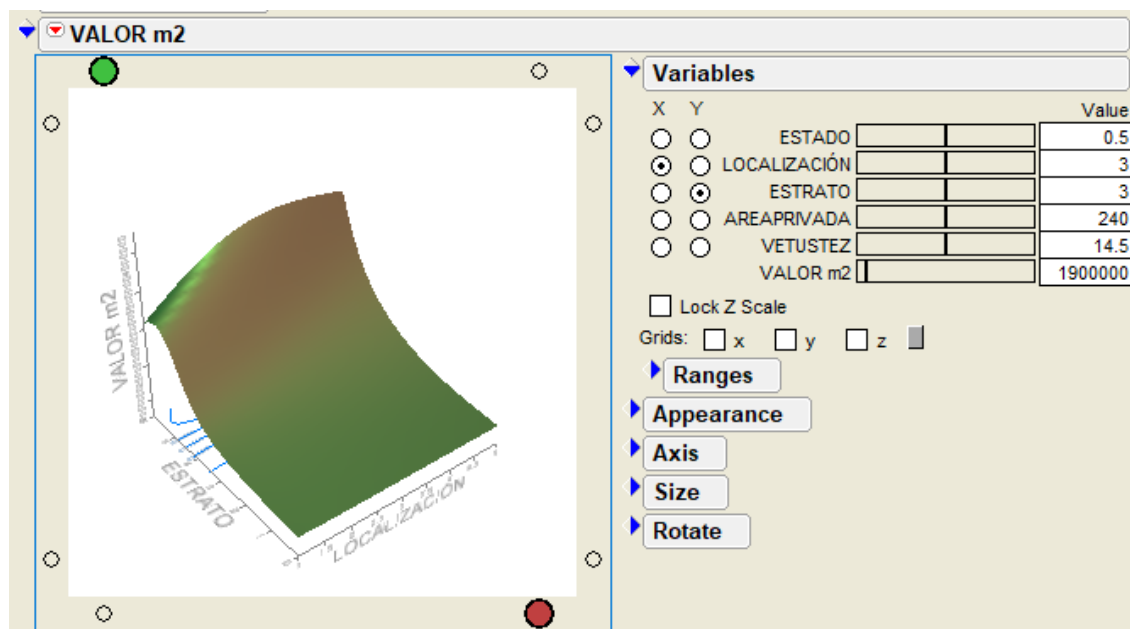 VALOR m2
Variables
X Y Value
ESTADO 0.5
LOCALIZACIÓN 3
ESTRATO 3
AREAPRIVADA 240
VETUSTEZ 14.5
VALOR m2 1900000
Lock Z Scale
Grids: x y z
Ranges
Appearance
Axis
Size
Rotate
VALOR m2
ESTRATO
LOCALIZACIÓN